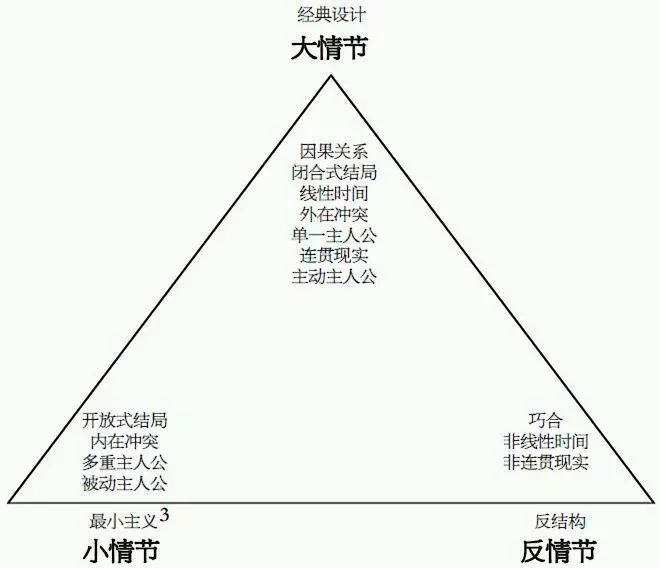 经典设计
大情节
因果关系
闭合式结局
线性时间
外在冲突
单一主人公
连贯现实
主动主人公
开放式结局
内在冲突
多重主人公
被动主人公
巧合
非线性时间
非连贯现实
最小主义3
小情节
反结构
反情节